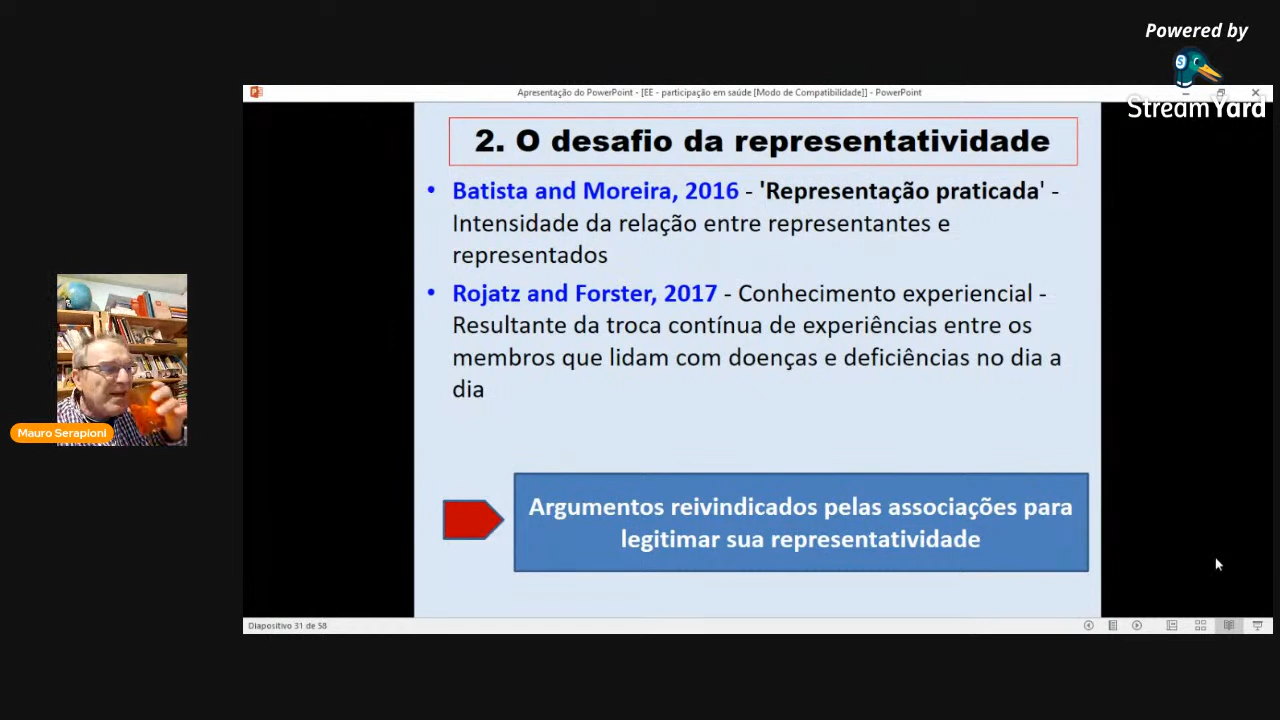 Powered by
StreamYard
Apresentação do PowerPoint - [EE - participação em saúde [Modo de Compatibilidade]] - PowerPoint
2. O desafio da representatividade
• Batista and Moreira, 2016 - 'Representação praticada' -
Intensidade da relação entre representantes e
representados
• Rojatz and Forster, 2017 - Conhecimento experiencial -
Resultante da troca contínua de experiências entre os
membros que lidam com doenças e deficiências no dia a
dia
Mauro Serapioni
Argumentos reivindicados pelas associações para
legitimar sua representatividade
Diapositivo 31 de 58